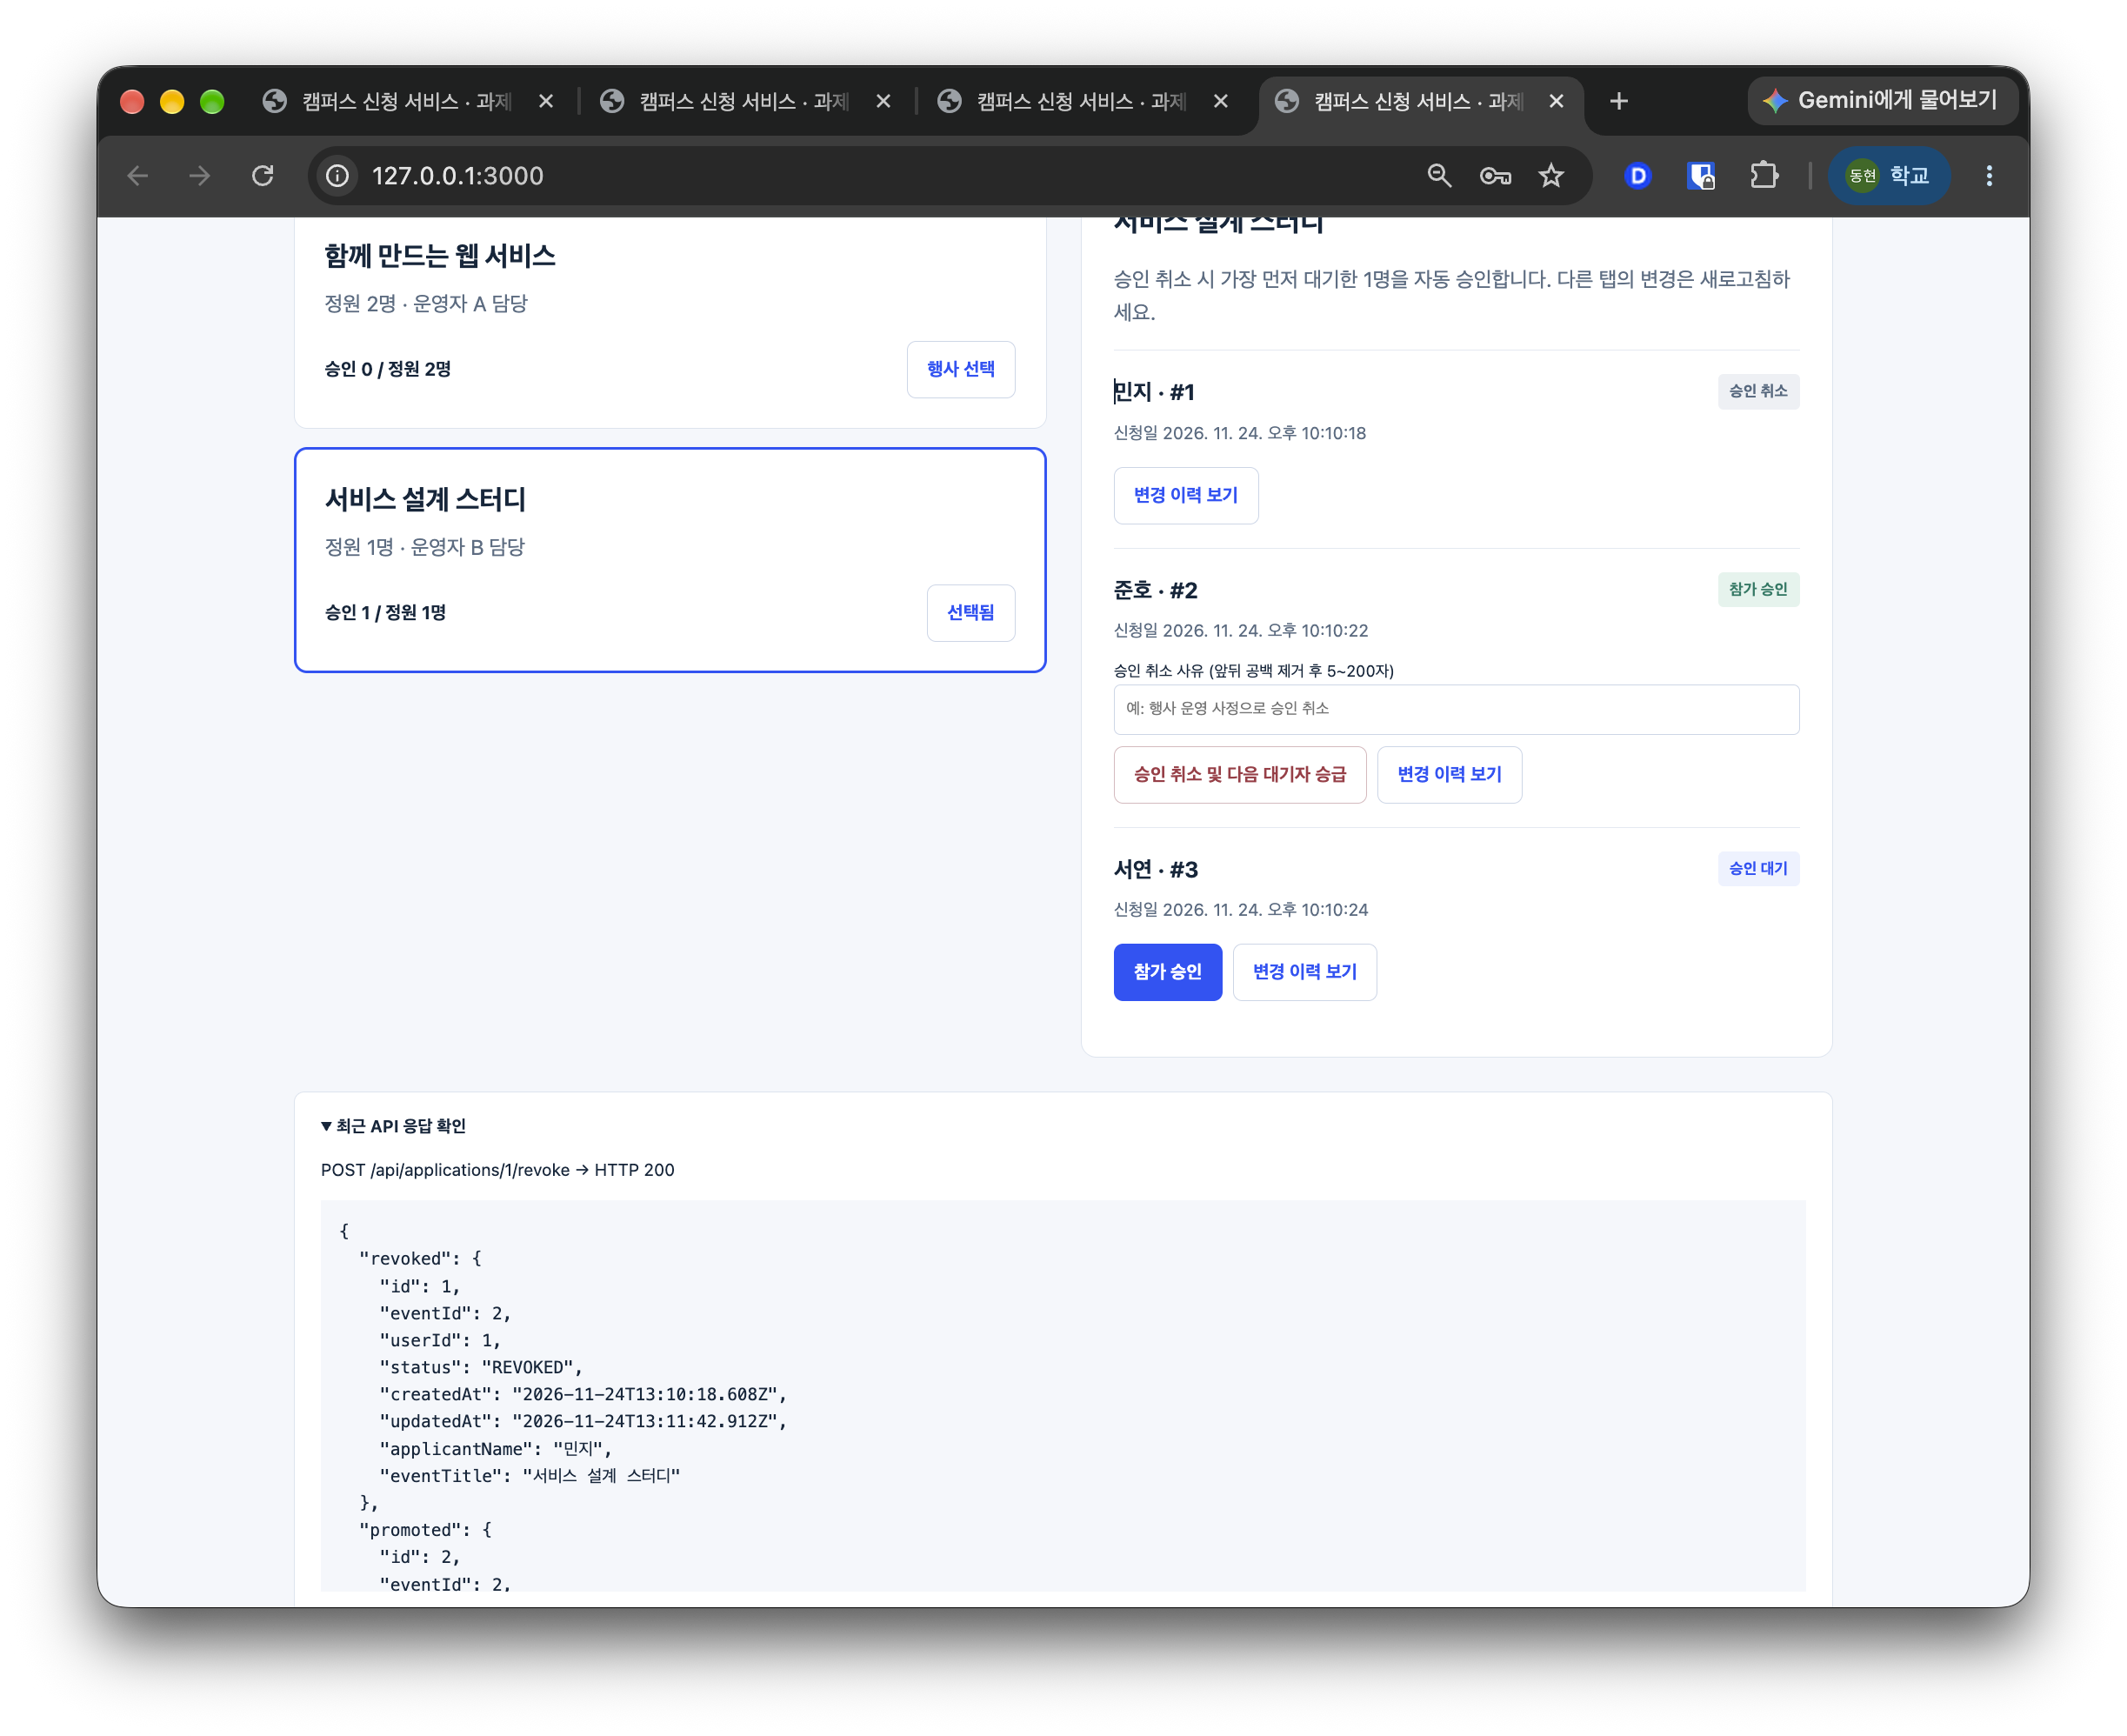 캠퍼스 신청 서비스 · 과제
캠퍼스 신청 서비스 · 과제
캠퍼스 신청 서비스 · 과제
캠퍼스 신청 서비스 · 과제
Gemini에게 물어보기
127.0.0.1:3000
D
동현 학교
함께 만드는 웹 서비스
정원 2명 · 운영자 A 담당
승인 0 / 정원 2명
행사 선택
서비스 설계 스터디
정원 1명 · 운영자 B 담당
승인 1 / 정원 1명
선택됨
서비스 설계 스터디
승인 취소 시 가장 먼저 대기한 1명을 자동 승인합니다. 다른 탭의 변경은 새로고침하
세요.
민지 · #1
승인 취소
신청일 2026. 11. 24. 오후 10:10:18
변경 이력 보기
준호 · #2
참가 승인
신청일 2026. 11. 24. 오후 10:10:22
승인 취소 사유 (앞뒤 공백 제거 후 5~200자)
예: 행사 운영 사정으로 승인 취소
승인 취소 및 다음 대기자 승급
변경 이력 보기
서연 · #3
승인 대기
신청일 2026. 11. 24. 오후 10:10:24
참가 승인
변경 이력 보기
▼ 최근 API 응답 확인
POST /api/applications/1/revoke → HTTP 200
{
"revoked": {
"id": 1,
"eventId": 2,
"userId": 1,
"status": "REVOKED",
"createdAt": "2026-11-24T13:10:18.608Z",
"updatedAt": "2026-11-24T13:11:42.912Z",
"applicantName": "민지",
"eventTitle": "서비스 설계 스터디"
},
"promoted": {
"id": 2,
"eventId": 2,